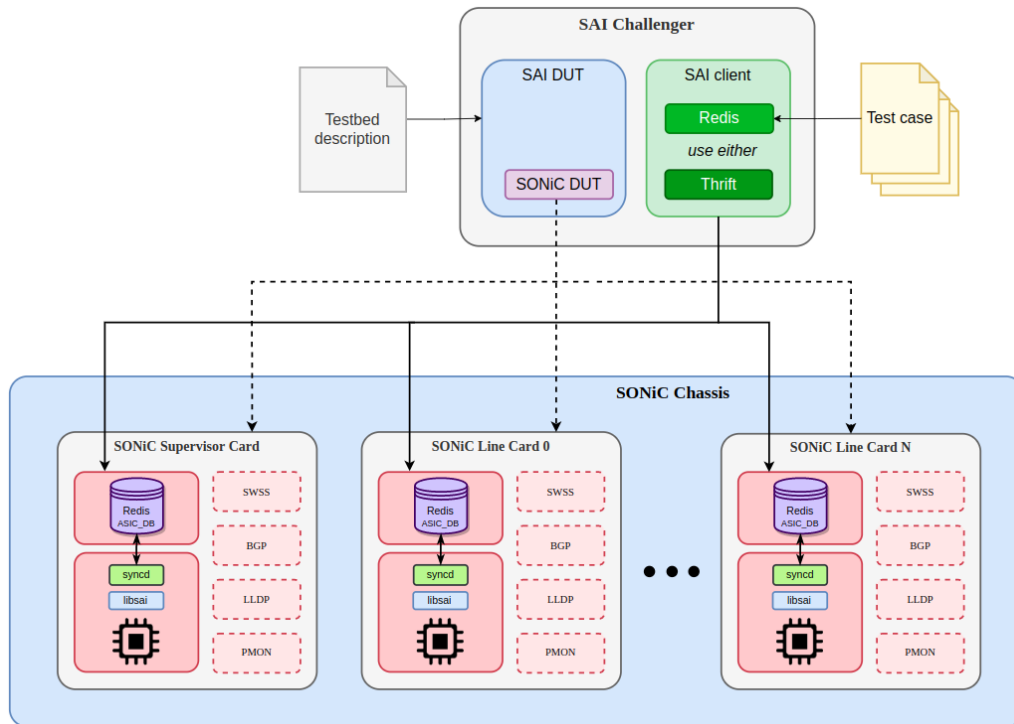 SAI Challenger
Testbed
description
SAI DUT
SONiC DUT
SAI client
Redis
use either
Thrift
Test case
SONiC Chassis
SONiC Supervisor Card
Redis
ASIC_DB
syncd
libsai
SWSS
BGP
LLDP
PMON
SONiC Line Card 0
Redis
ASIC_DB
syncd
libsai
SWSS
BGP
LLDP
PMON
SONiC Line Card N
Redis
ASIC_DB
syncd
libsai
SWSS
BGP
LLDP
PMON